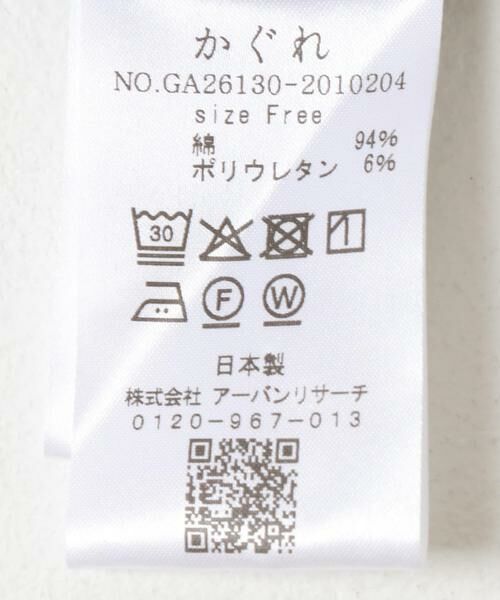 かぐれ
NO.GA26130-2010204
size Free
綿 94%
ポリウレタン 6%
30
F W
日本製
株式会社 アーバンリサーチ
0120-967-013